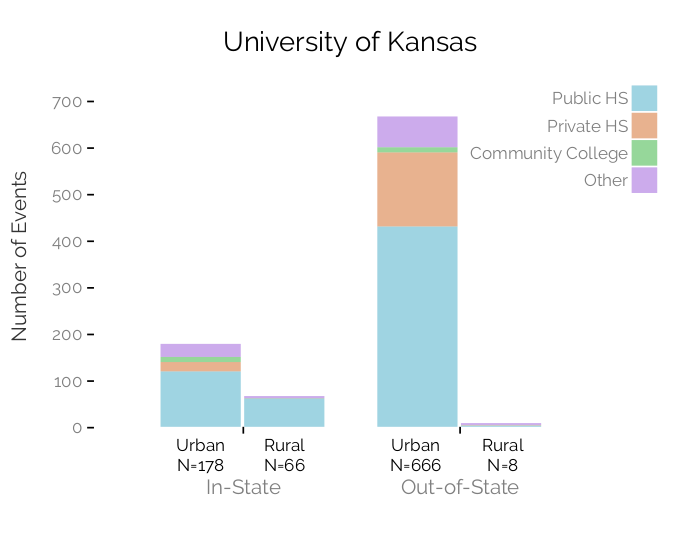 University of Kansas
Number of Events
700
600
500
400
300
200
100
0
Public HS
Private HS
Community College
Other
Urban Rural Urban Rural
N=178 N=66 N=666 N=8
In-State Out-of-State